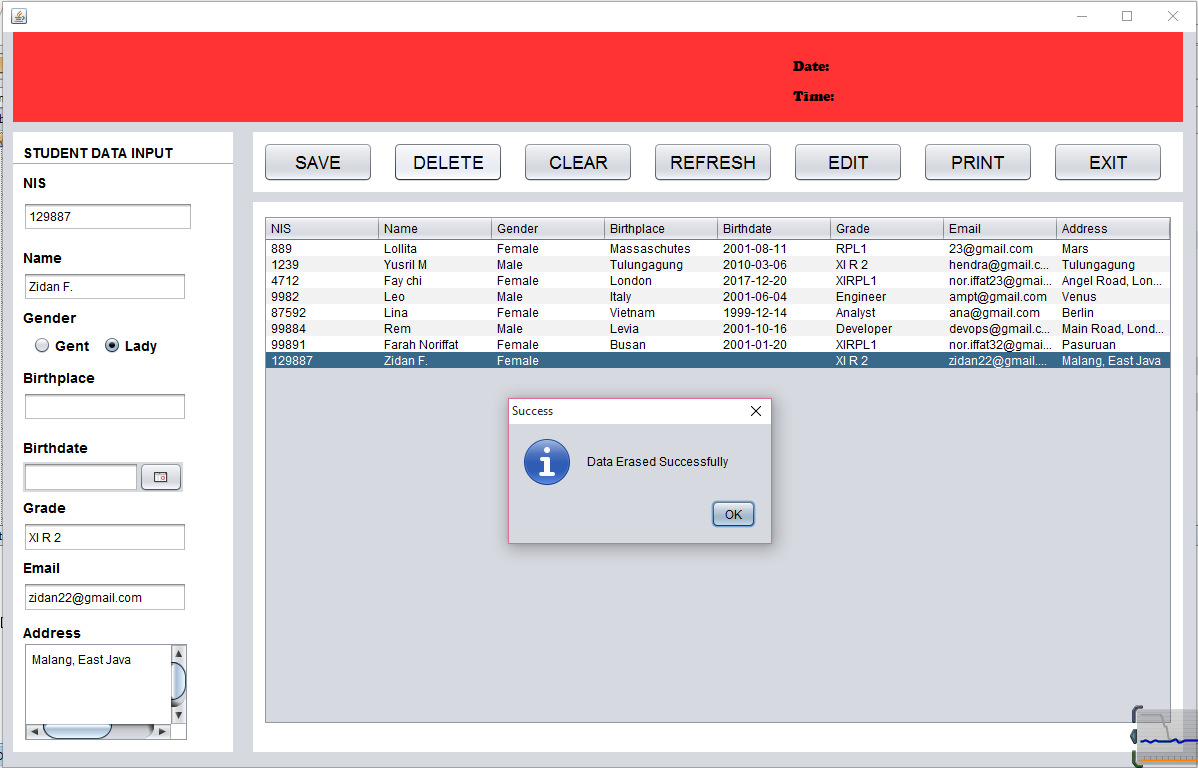 Date:
Time:
STUDENT DATA INPUT
NIS
129887
Name
Zidan F.
Gender
Gent Lady
Birthplace
Birthdate
Grade
XI R 2
Email
zidan22@gmail.com
Address
Malang, East Java
SAVE DELETE CLEAR REFRESH EDIT PRINT EXIT
NIS Name Gender Birthplace Birthdate Grade Email Address
889 Lollita Female Massaschutes 2001-08-11 RPL1 23@gmail.com Mars
1239 Yusril M Male Tulungagung 2010-03-06 XI R 2 hendra@gmail.c... Tulungagung
4712 Fay chi Female London 2017-12-20 XIRPL1 nor.iffat23@gmai... Angel Road, Lon...
9982 Leo Male Italy 2001-06-04 Engineer ampt@gmail.com Venus
87592 Lina Female Vietnam 1999-12-14 Analyst ana@gmail.com Berlin
99884 Rem Male Levia 2001-10-16 Developer devops@gmail.c... Main Road, Lond...
99891 Farah Noriffat Female Busan 2001-01-20 XIRPL1 nor.iffat32@gmai... Pasuruan
129887 Zidan F. Female XI R 2 zidan22@gmail.... Malang, East Java
Success
Data Erased Successfully
OK